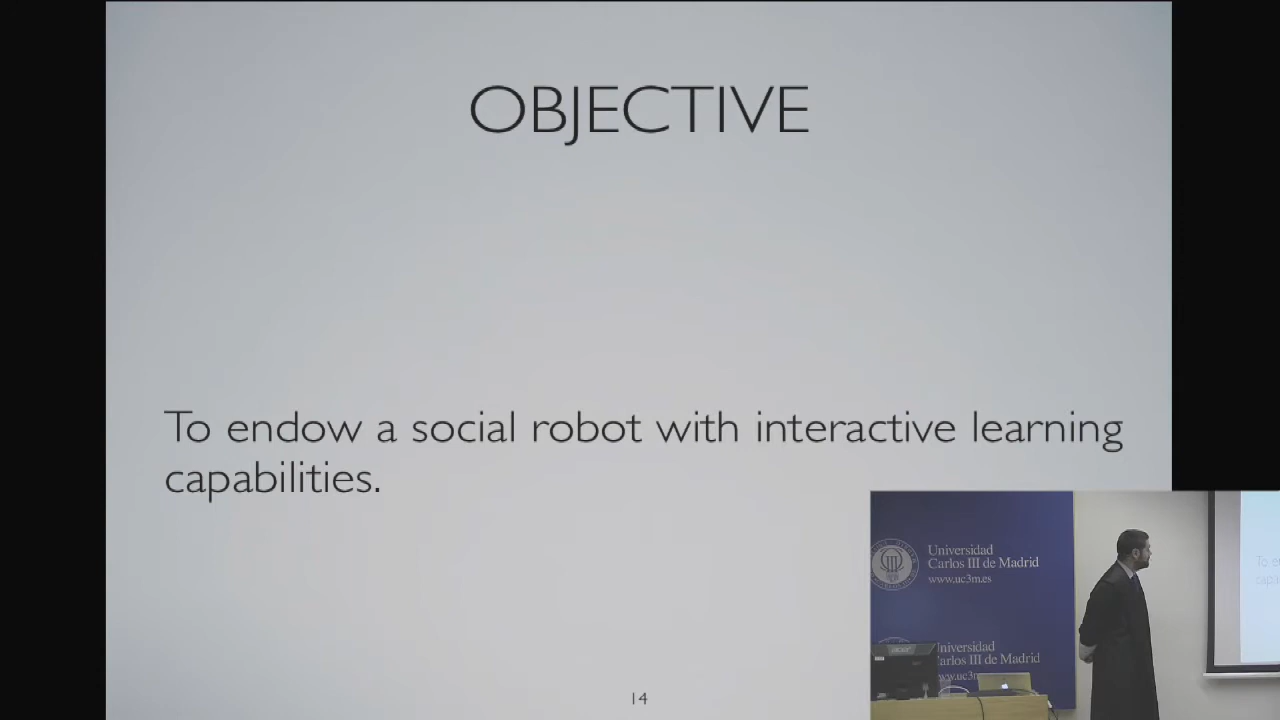 OBJECTIVE
To endow a social robot with interactive learning
capabilities.
14
Universidad
Carlos III de Madrid
www.uc3m.es
Universidad
Carlos III de Madrid
acer